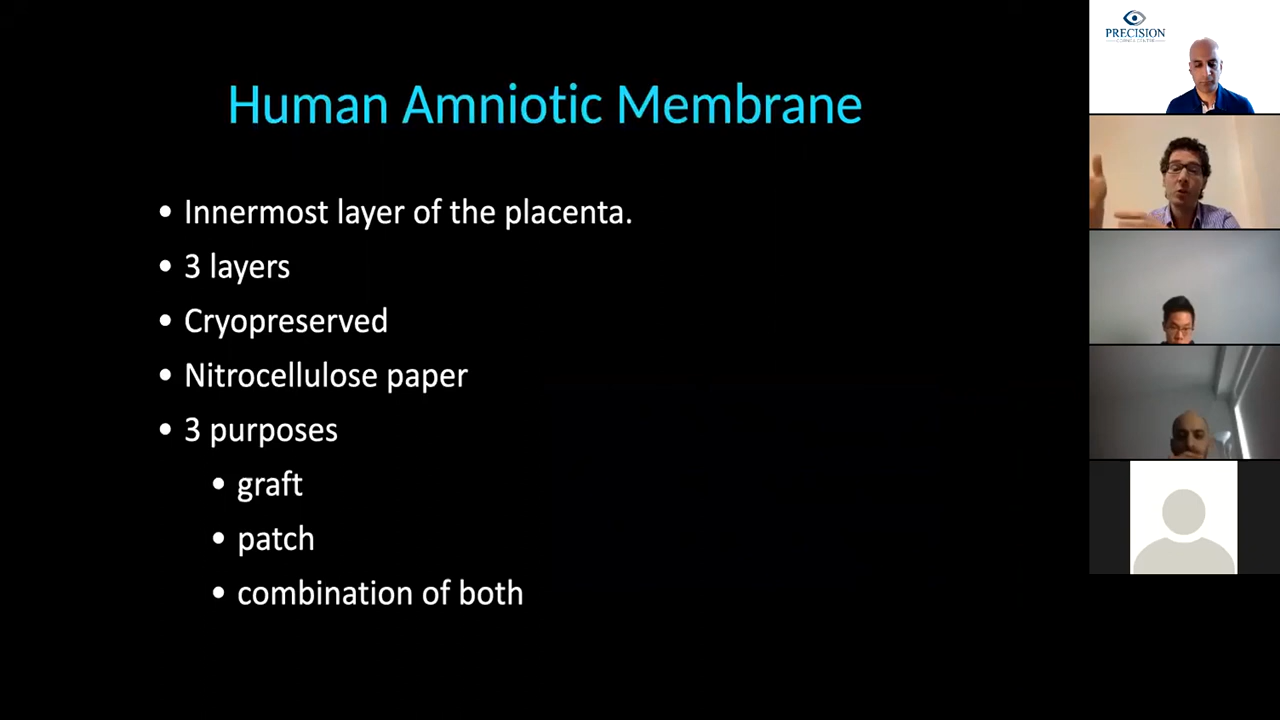 Human Amniotic Membrane
• Innermost layer of the placenta.
• 3 layers
• Cryopreserved
• Nitrocellulose paper
• 3 purposes
• graft
• patch
• combination of both
PRECISION